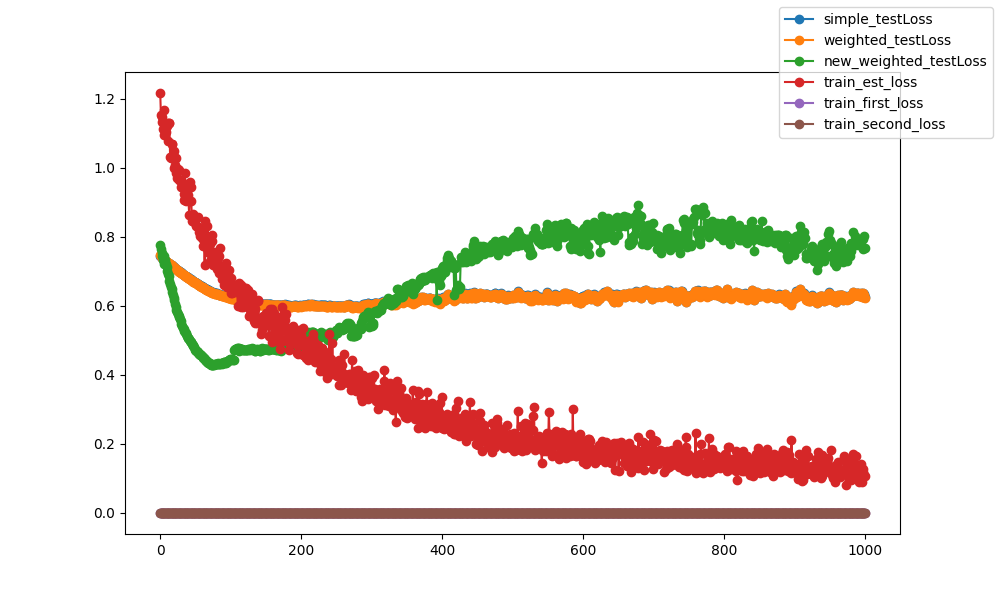 simple_testLoss
weighted_testLoss
new_weighted_testLoss
train_est_loss
train_first_loss
train_second_loss
1.2
1.0
0.8
0.6
0.4
0.2
0.0
0 200 400 600 800 1000